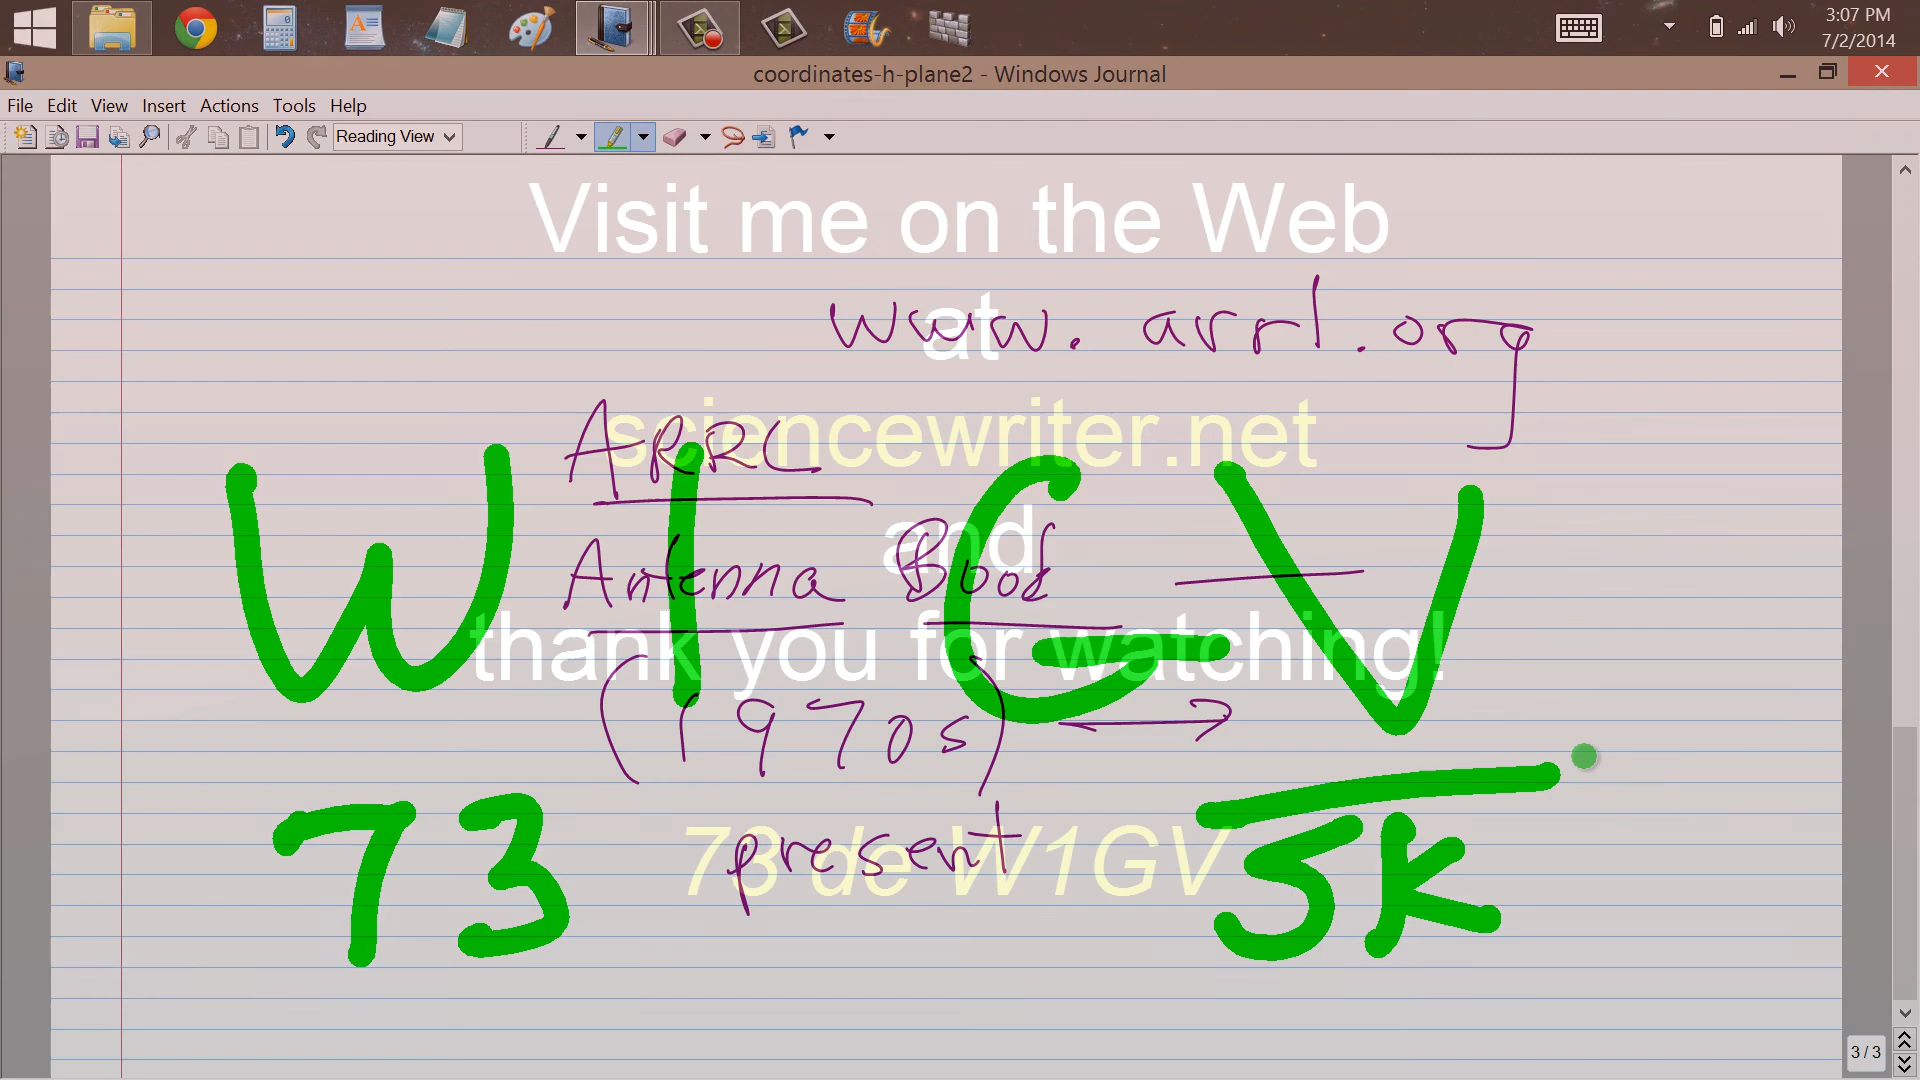 3:07 PM
7/2/2014
coordinates-h-plane2 - Windows Journal
File Edit View Insert Actions Tools Help
Reading View
Visit me on the Web
at
www.arrl.org
sciencewriter.net
ARRL
and
Antenna Book
W1GV
thank you for watching!
(1970s)
present
73 de W1GV
73 SK
3 / 3